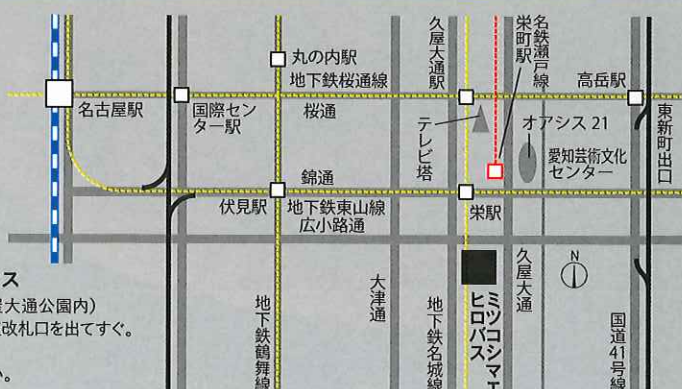 久屋大通駅
名鉄瀬戸線
栄町駅
丸の内駅
地下鉄桜通線
高岳駅
名古屋駅
国際セン
ター駅
桜通
テレビ塔
オアシス 21
愛知芸術文化
センター
東新町出口
錦通
伏見駅
地下鉄東山線
広小路通
栄駅
N
ス
大通公園内）
改札口を出てすぐ。
い。
地下鉄鶴舞線
大津通
地下鉄名城線
ミツコシマエ
ヒロバス
久屋大通
国道41号線